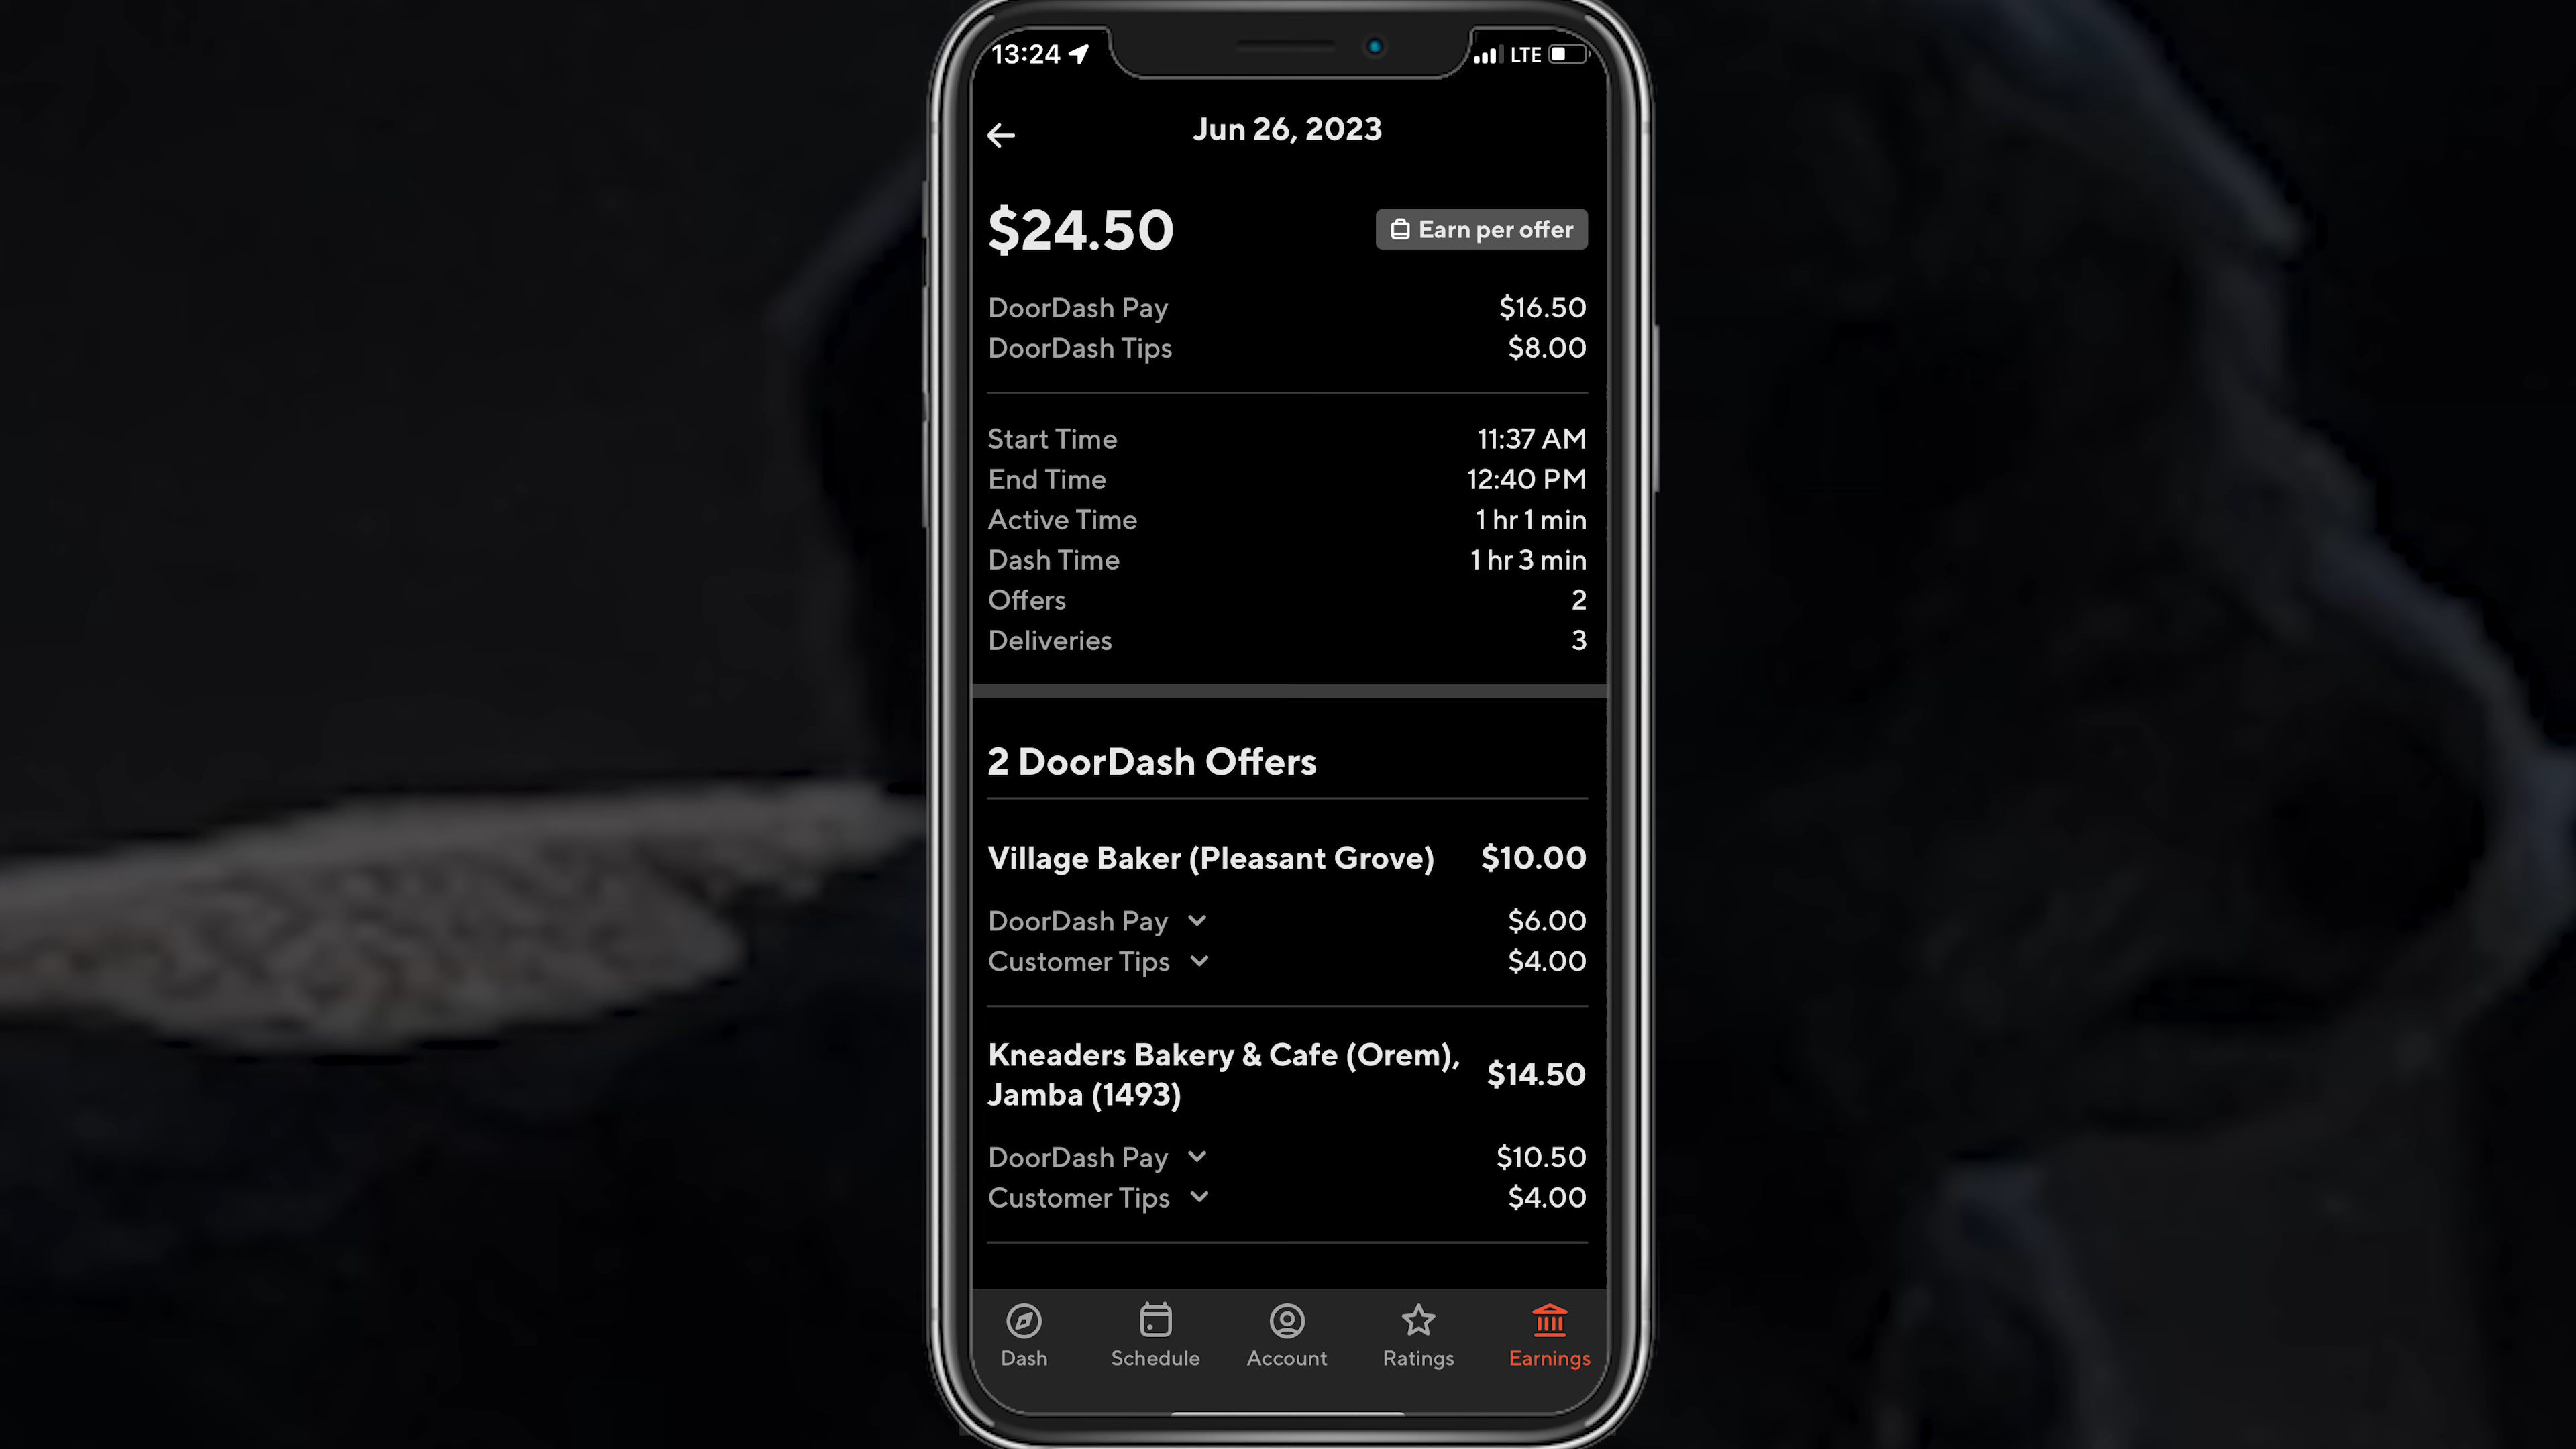 13:24 LTE
Jun 26, 2023
$24.50 Earn per offer
DoorDash Pay $16.50
DoorDash Tips $8.00
Start Time 11:37 AM
End Time 12:40 PM
Active Time 1 hr 1 min
Dash Time 1 hr 3 min
Offers 2
Deliveries 3
2 DoorDash Offers
Village Baker (Pleasant Grove) $10.00
DoorDash Pay $6.00
Customer Tips $4.00
Kneaders Bakery & Cafe (Orem), $14.50
Jamba (1493)
DoorDash Pay $10.50
Customer Tips $4.00
Dash Schedule Account Ratings Earnings